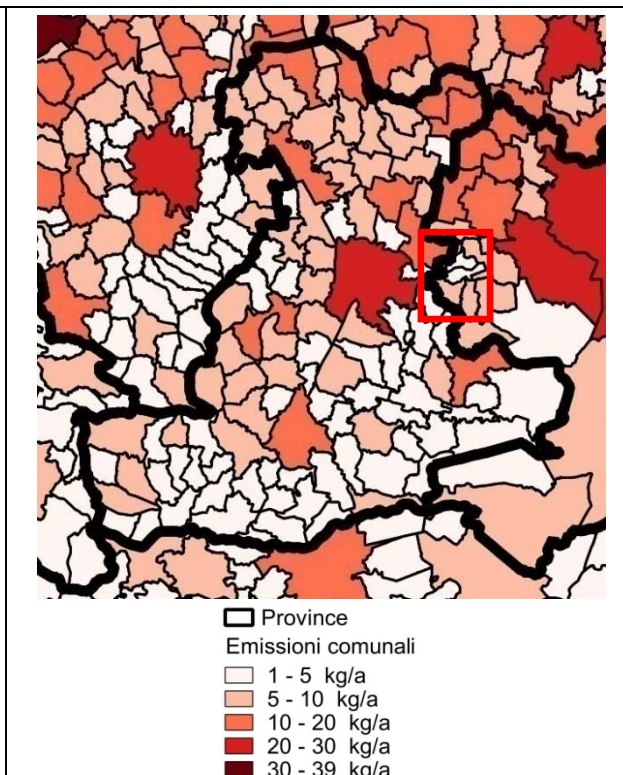 Province
Emissioni comunali
1 - 5 kg/a
5 - 10 kg/a
10 - 20 kg/a
20 - 30 kg/a
30 - 39 kg/a